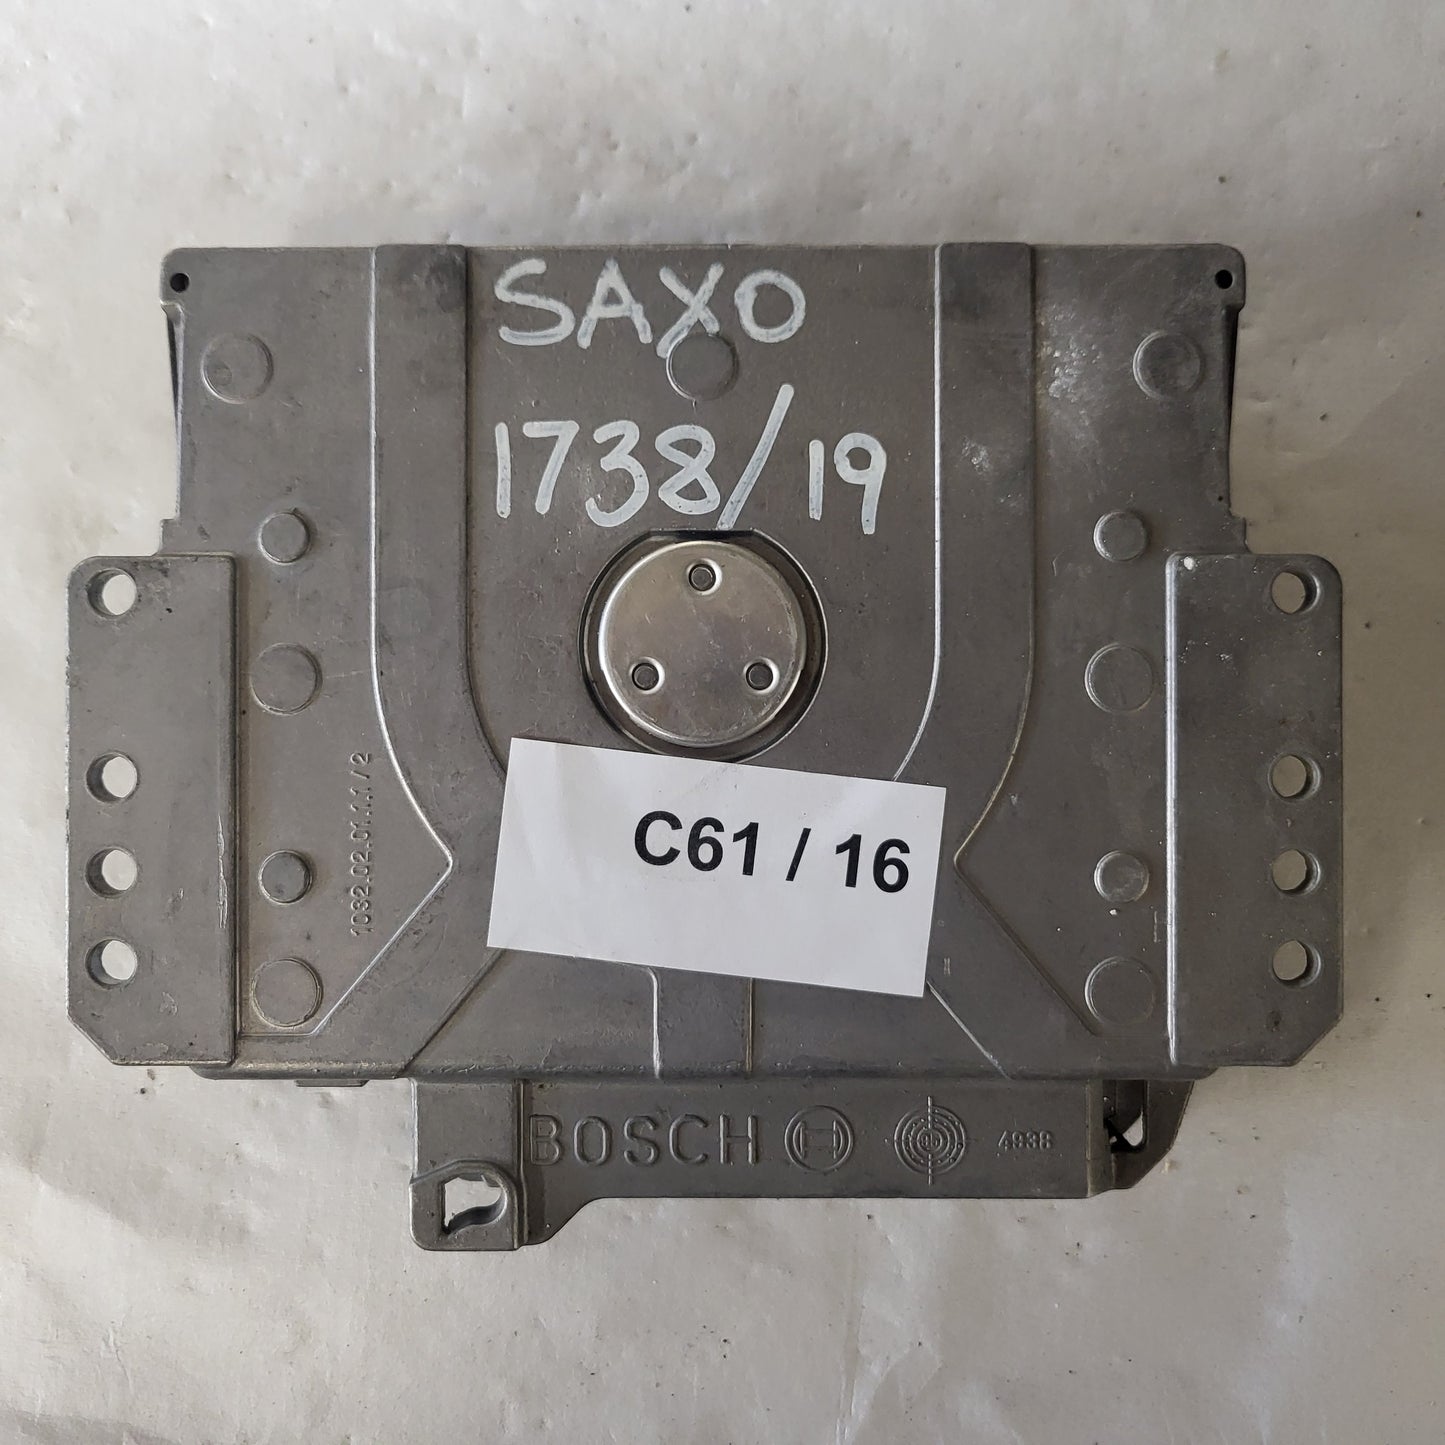 SAXO
1738/19
1032.02.01.1.1 / 2
C61 / 16
BOSCH
4938